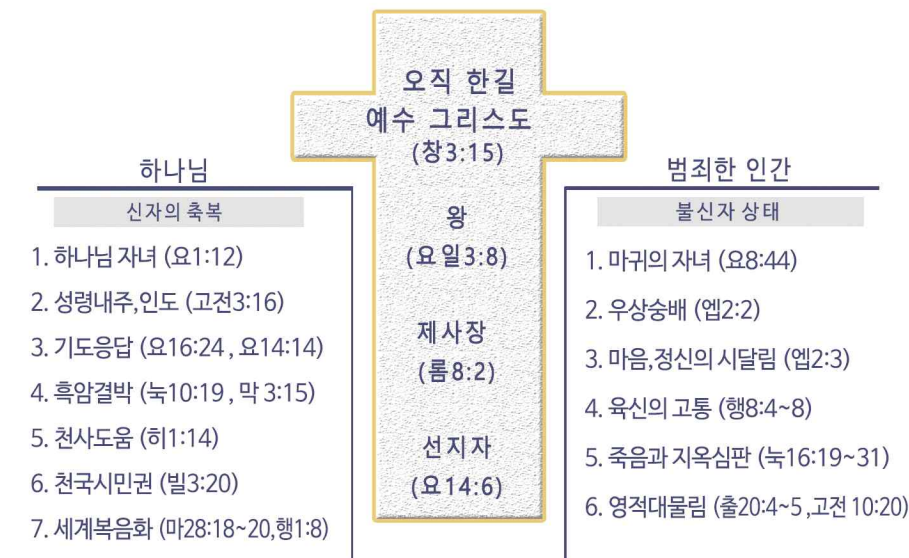 오직 한길
예수 그리스도
(창3:15)
왕
(요일3:8)
제사장
(롬8:2)
선지자
(요14:6)
하나님
신자의 축복
1. 하나님 자녀 (요1:12)
2. 성령내주,인도 (고전3:16)
3. 기도응답 (요16:24 , 요14:14)
4. 흑암결박 (눅10:19 , 막 3:15)
5. 천사도움 (히1:14)
6. 천국시민권 (빌3:20)
7. 세계복음화 (마28:18~20,행1:8)
범죄한 인간
불신자 상태
1. 마귀의 자녀 (요8:44)
2. 우상숭배 (엡2:2)
3. 마음,정신의 시달림 (엡2:3)
4. 육신의 고통 (행8:4~8)
5. 죽음과 지옥심판 (눅16:19~31)
6. 영적대물림 (출20:4~5 ,고전 10:20)